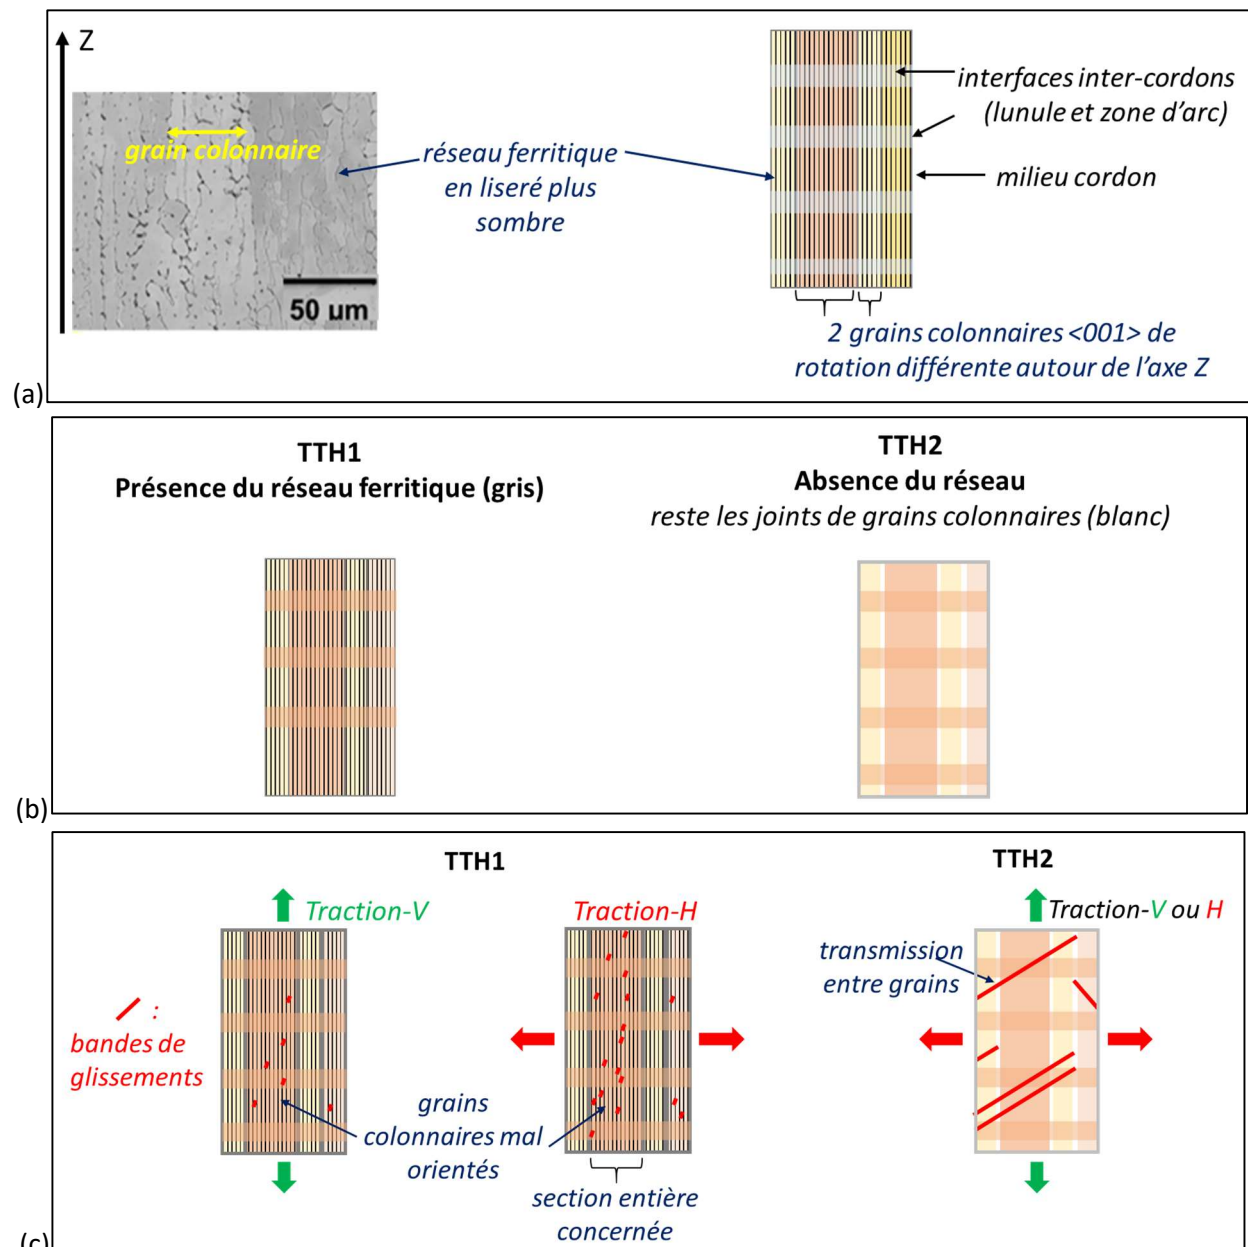 Z
grain colonnaire
50 µm
réseau ferritique
en liseré plus
sombre
interfaces inter-cordons
(lunule et zone d’arc)
milieu cordon
2 grains colonnaires <001> de
rotation différente autour de l’axe Z
(a)
TTH1
Présence du réseau ferritique (gris)
TTH2
Absence du réseau
reste les joints de grains colonnaires (blanc)
(b)
TTH1
TTH2
Traction-V
Traction-H
Traction-V ou H
transmission
entre grains
:
bandes de
glissements
grains
colonnaires mal
orientés
section entière
concernée
(c)